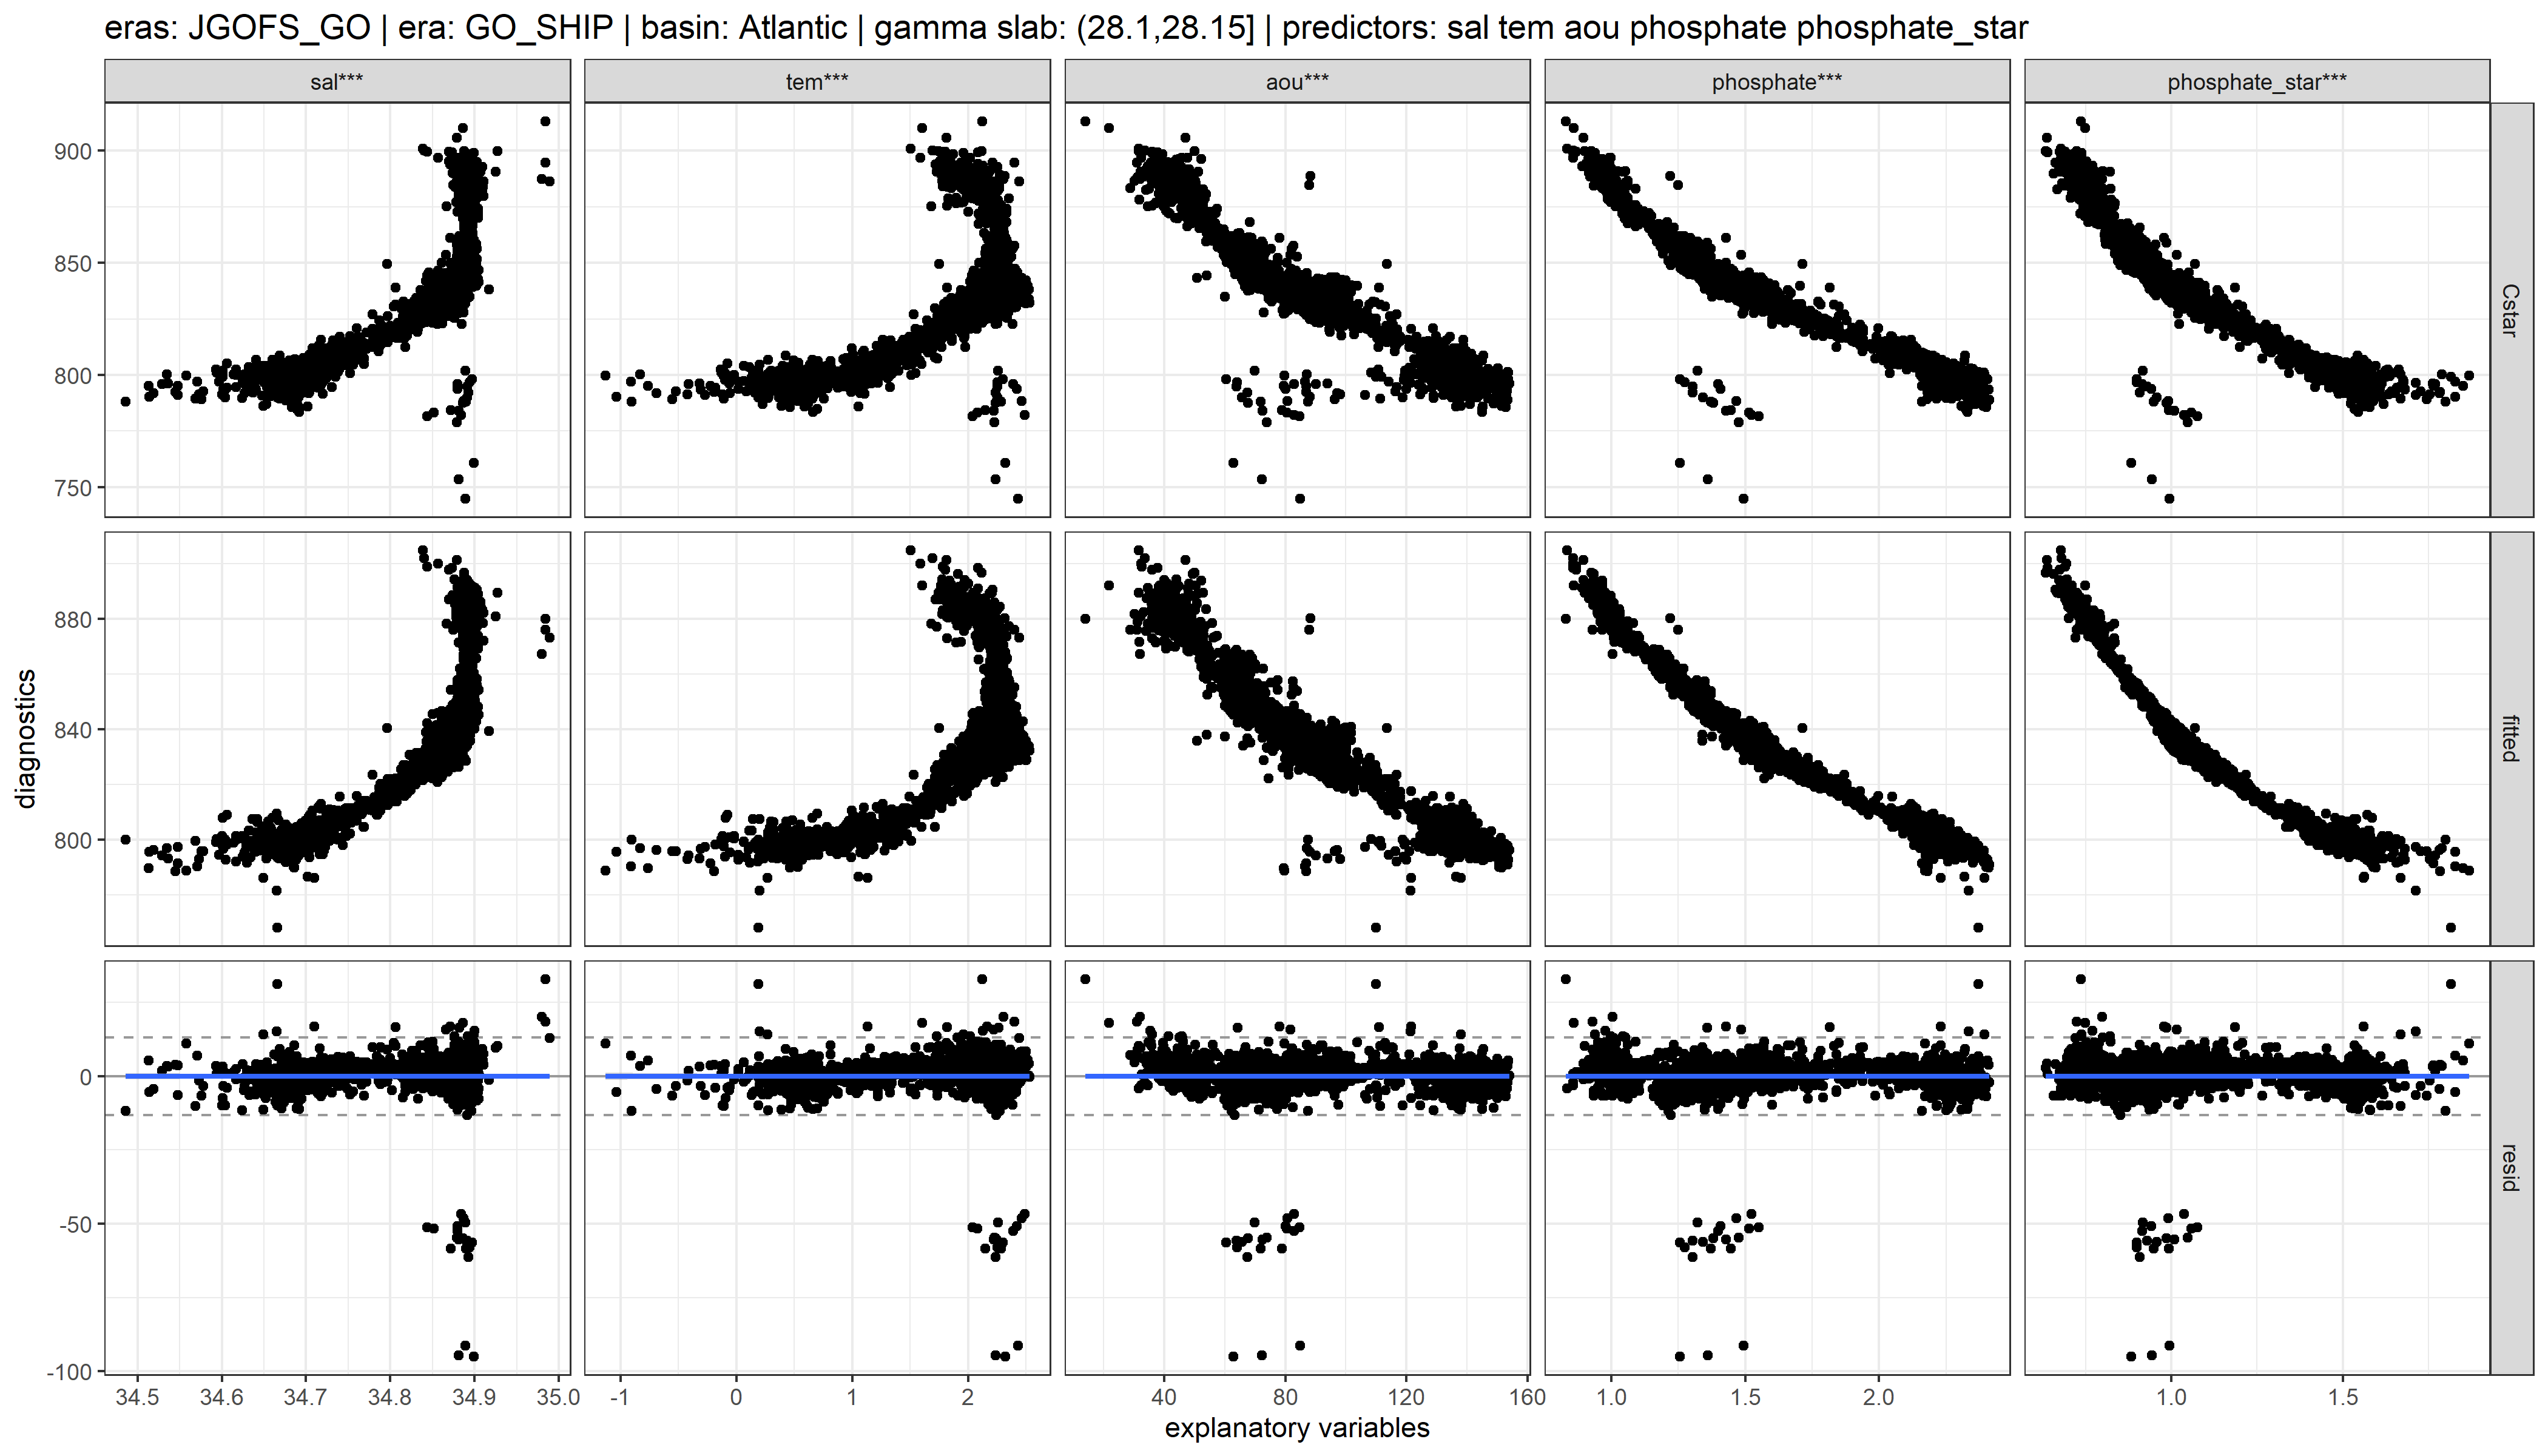 eras: JGOFS_GO | era: GO_SHIP | basin: Atlantic | gamma slab: (28.1,28.15] | predictors: sal tem aou phosphate phosphate_star
sal*** tem*** aou*** phosphate*** phosphate_star***
900
850
800
750
Cstar
880
840
800
fitted
diagnostics
0
-50
-100
resid
34.5 34.6 34.7 34.8 34.9 35.0 -1 0 1 2 40 80 120 160 1.0 1.5 2.0 1.0 1.5
explanatory variables